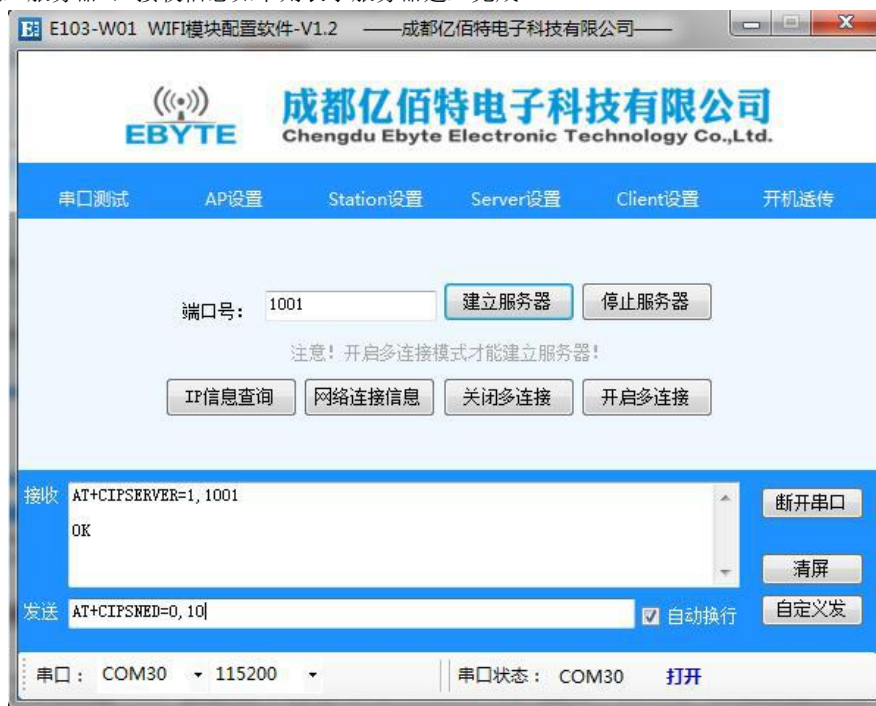 E103-W01 WIFI模块配置软件-V1.2 ——成都亿佰特电子科技有限公司——
EBYTE
成都亿佰特电子科技有限公司
Chengdu Ebyte Electronic Technology Co.,Ltd.
串口测试 AP设置 Station设置 Server设置 Client设置 开机透传
端口号： 1001 建立服务器 停止服务器
注意！开启多连接模式才能建立服务器！
IP信息查询 网络连接信息 关闭多连接 开启多连接
接收 AT+CIPSERVER=1,1001 断开串口
OK
清屏
发送 AT+CIPSNED=0,10 自动换行 自定义发
串口： COM30 115200 串口状态： COM30 打开